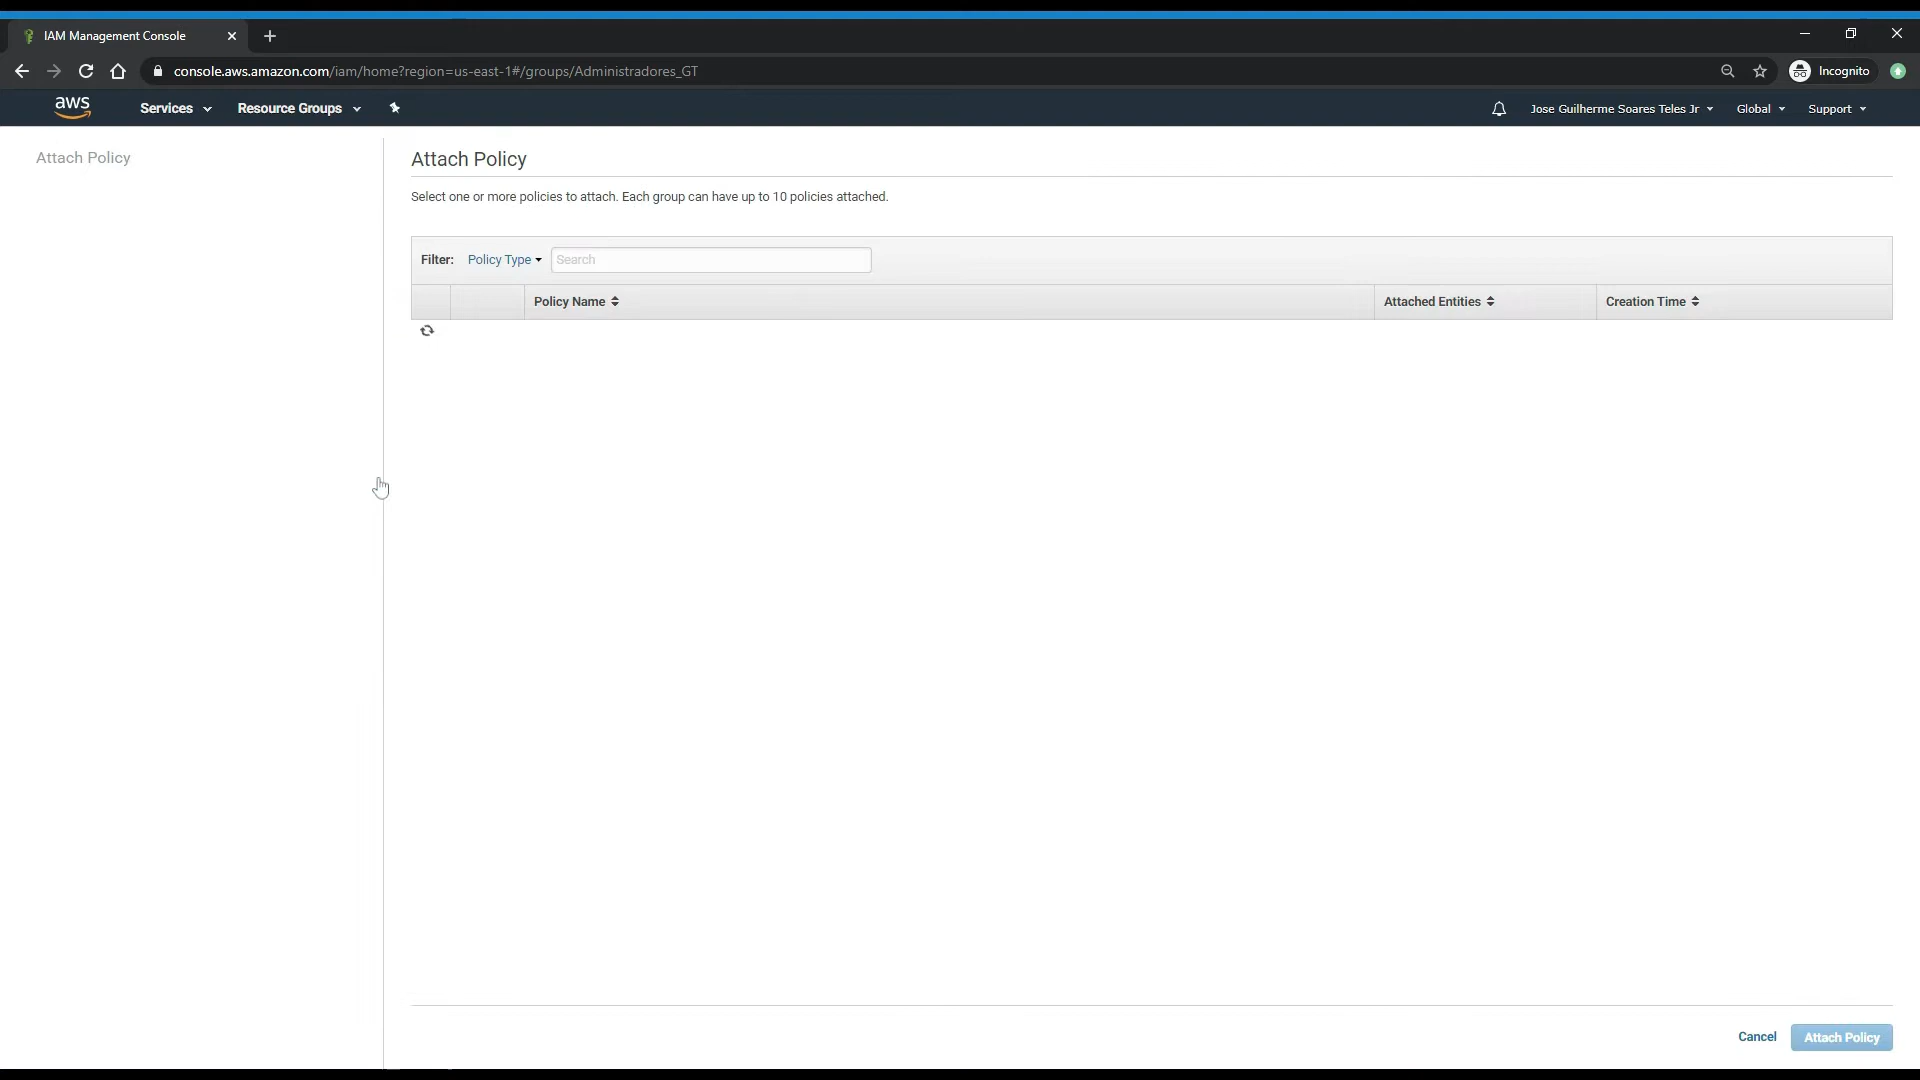 IAM Management Console
console.aws.amazon.com/iam/home?region=us-east-1#/groups/Administradores_GT
Incognito
aws
Services
Resource Groups
Jose Guilherme Soares Teles Jr
Global
Support
Attach Policy
Attach Policy
Select one or more policies to attach. Each group can have up to 10 policies attached.
Filter: Policy Type
Search
Policy Name
Attached Entities
Creation Time
Cancel
Attach Policy